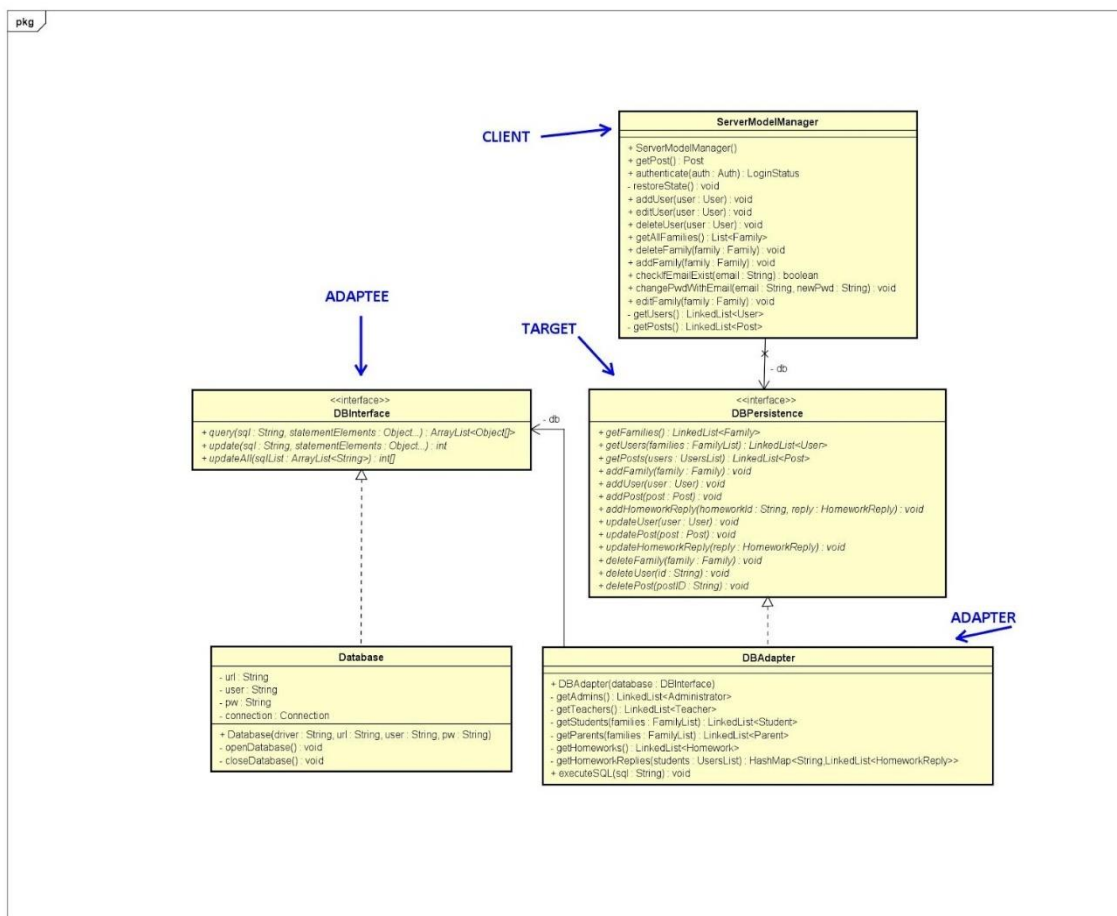 pkg
CLIENT
ServerModelManager
+ ServerModelManager()
+ getPost() : Post
+ authenticate(auth : Auth) : LoginStatus
- restoreState() : void
+ addUser(user : User) : void
+ editUser(user : User) : void
+ deleteUser(user : User) : void
+ getAllFamilies() : List<Family>
+ deleteFamily(family : Family) : void
+ addFamily(family : Family) : void
+ checkIfEmailExist(email : String) : boolean
+ changePwdWithEmail(email : String, newPwd : String) : void
+ editFamily(family : Family) : void
- getUsers() : LinkedList<User>
- getPosts() : LinkedList<Post>
ADAPTEE
TARGET
- db
<<interface>>
DBInterface
+ query(sql : String, statementElements : Object...) : ArrayList<Object[]>
+ update(sql : String, statementElements : Object...) : int
+ updateAll(sqlList : ArrayList<String>) : int[]
- db
<<interface>>
DBPersistence
+ getFamilies() : LinkedList<Family>
+ getUsers(families : FamilyList) : LinkedList<User>
+ getPosts(users : UsersList) : LinkedList<Post>
+ addFamily(family : Family) : void
+ addUser(user : User) : void
+ addPost(post : Post) : void
+ addHomeworkReply(homeworkId : String, reply : HomeworkReply) : void
+ updateUser(user : User) : void
+ updatePost(post : Post) : void
+ updateHomeworkReply(reply : HomeworkReply) : void
+ deleteFamily(family : Family) : void
+ deleteUser(id : String) : void
+ deletePost(postID : String) : void
ADAPTER
Database
- url : String
- user : String
- pw : String
- connection : Connection
+ Database(driver : String, url : String, user : String, pw : String)
- openDatabase() : void
- closeDatabase() : void
DBAdapter
+ DBAdapter(database : DBInterface)
- getAdmins() : LinkedList<Administrator>
- getTeachers() : LinkedList<Teacher>
- getStudents(families : FamilyList) : LinkedList<Student>
- getParents(families : FamilyList) : LinkedList<Parent>
- getHomeworks() : LinkedList<Homework>
- getHomeworkReplies(students : UsersList) : HashMap<String,LinkedList<HomeworkReply>>
+ executeSQL(sql : String) : void